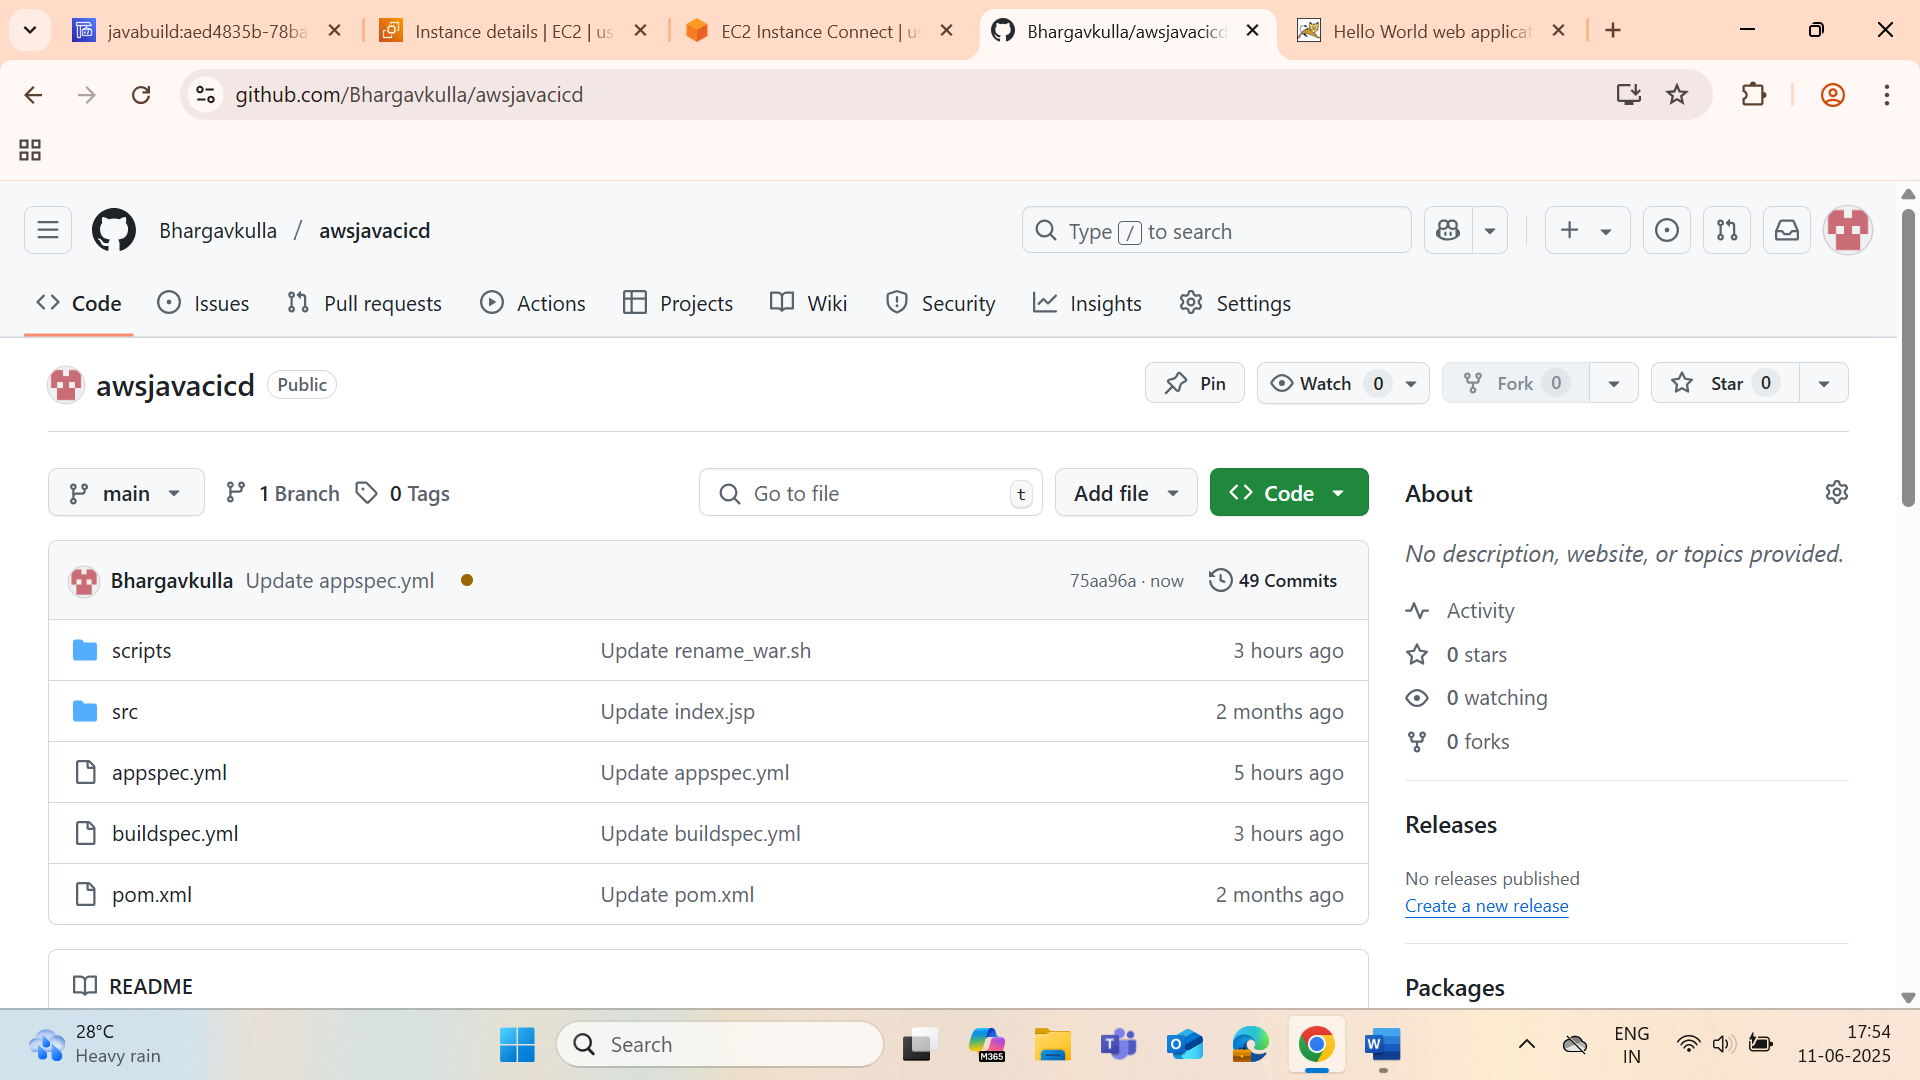 javabuild:aed4835b-78ba
Instance details | EC2 | us
EC2 Instance Connect | us
Bhargavkulla/awsjavacicd
Hello World web applicat
github.com/Bhargavkulla/awsjavacicd
Bhargavkulla / awsjavacicd
Type / to search
Code
Issues
Pull requests
Actions
Projects
Wiki
Security
Insights
Settings
awsjavacicd Public
Pin
Watch 0
Fork 0
Star 0
main
1 Branch
0 Tags
Go to file t
Add file
Code
About
No description, website, or topics provided.
Bhargavkulla Update appspec.yml 75aa96a · now 49 Commits
scripts Update rename_war.sh 3 hours ago
src Update index.jsp 2 months ago
appspec.yml Update appspec.yml 5 hours ago
buildspec.yml Update buildspec.yml 3 hours ago
pom.xml Update pom.xml 2 months ago
README
Activity
0 stars
0 watching
0 forks
Releases
No releases published
Create a new release
Packages
28°C
Heavy rain
Search
M365
ENG
IN
17:54
11-06-2025